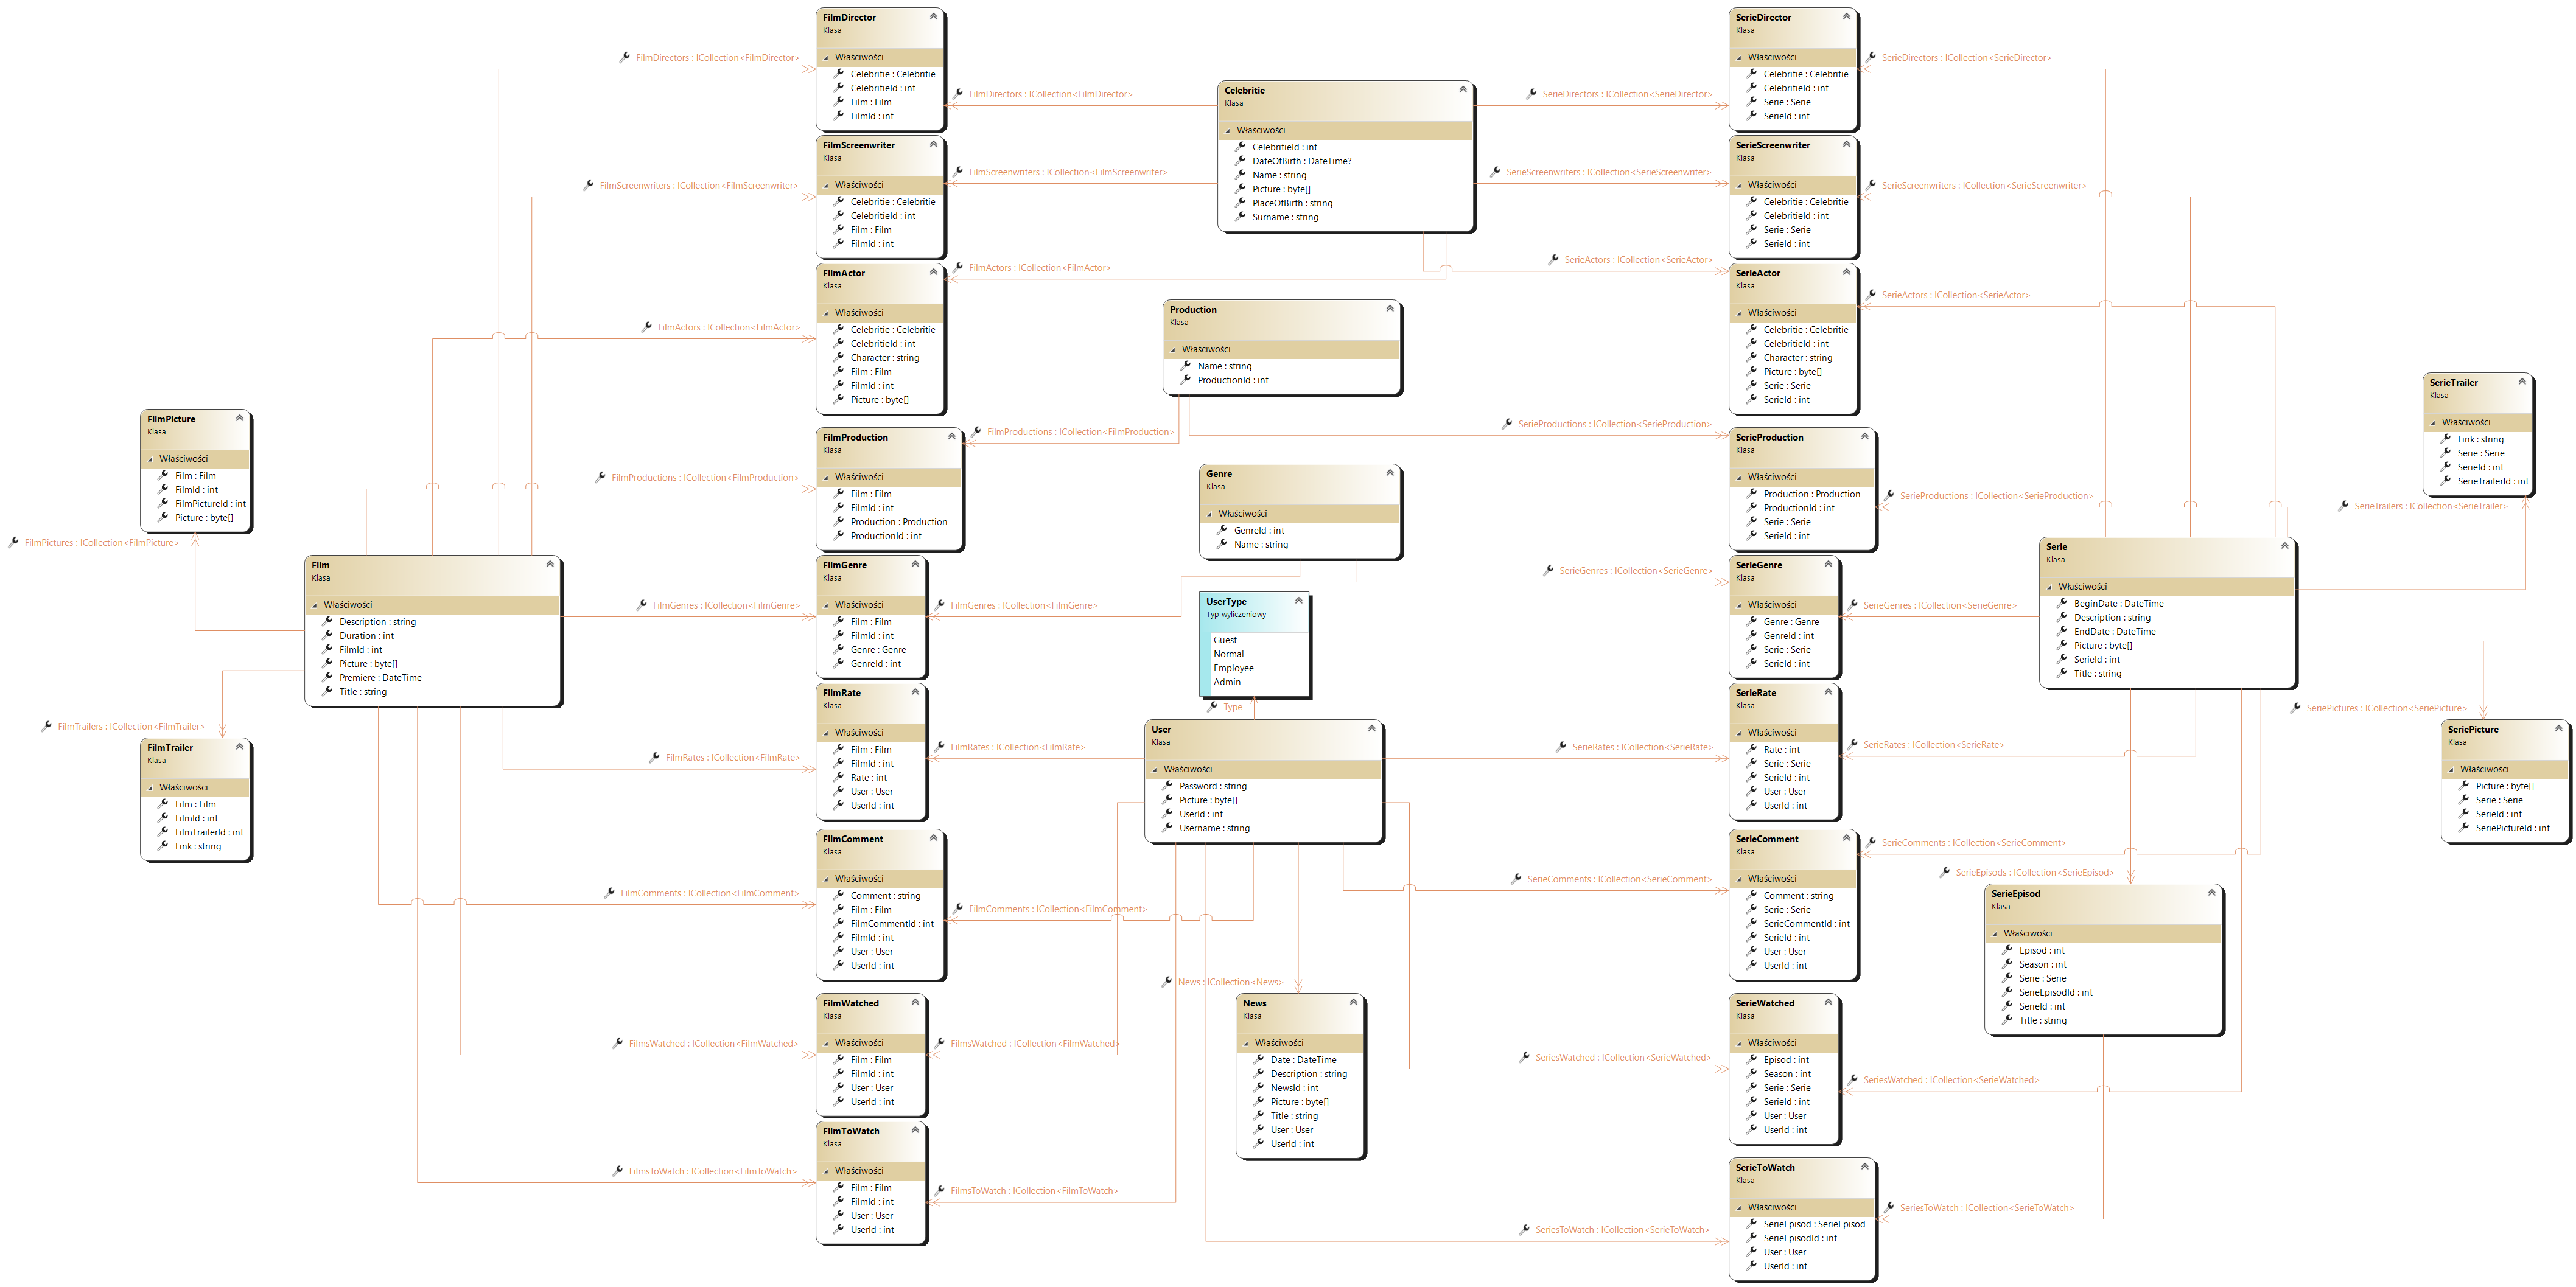 FilmDirector
Klasa
Właściwości
Celebritie : Celebritie
CelebritieId : int
Film : Film
FilmId : int
FilmDirectors : ICollection<FilmDirector>
FilmDirectors : ICollection<FilmDirector>
Celebritie
Klasa
Właściwości
CelebritieId : int
DateOfBirth : DateTime?
Name : string
Picture : byte[]
PlaceOfBirth : string
Surname : string
SerieDirectors : ICollection<SerieDirector>
SerieDirector
Klasa
Właściwości
Celebritie : Celebritie
CelebritieId : int
Serie : Serie
SerieId : int
SerieDirectors : ICollection<SerieDirector>
FilmScreenwriters : ICollection<FilmScreenwriter>
FilmScreenwriter
Klasa
Właściwości
Celebritie : Celebritie
CelebritieId : int
Film : Film
FilmId : int
FilmScreenwriters : ICollection<FilmScreenwriter>
SerieScreenwriters : ICollection<SerieScreenwriter>
SerieScreenwriter
Klasa
Właściwości
Celebritie : Celebritie
CelebritieId : int
Serie : Serie
SerieId : int
SerieScreenwriters : ICollection<SerieScreenwriter>
FilmActors : ICollection<FilmActor>
FilmActor
Klasa
Właściwości
Celebritie : Celebritie
CelebritieId : int
Character : string
Film : Film
FilmId : int
Picture : byte[]
FilmActors : ICollection<FilmActor>
SerieActors : ICollection<SerieActor>
SerieActor
Klasa
Właściwości
Celebritie : Celebritie
CelebritieId : int
Character : string
Picture : byte[]
Serie : Serie
SerieId : int
SerieActors : ICollection<SerieActor>
Production
Klasa
Właściwości
Name : string
ProductionId : int
FilmProductions : ICollection<FilmProduction>
FilmProduction
Klasa
Właściwości
Film : Film
FilmId : int
Production : Production
ProductionId : int
FilmProductions : ICollection<FilmProduction>
SerieProductions : ICollection<SerieProduction>
SerieProduction
Klasa
Właściwości
Production : Production
ProductionId : int
Serie : Serie
SerieId : int
SerieProductions : ICollection<SerieProduction>
SerieTrailer
Klasa
Właściwości
Link : string
Serie : Serie
SerieId : int
SerieTrailerId : int
SerieTrailers : ICollection<SerieTrailer>
FilmPicture
Klasa
Właściwości
Film : Film
FilmId : int
FilmPictureId : int
Picture : byte[]
FilmPictures : ICollection<FilmPicture>
Genre
Klasa
Właściwości
GenreId : int
Name : string
Film
Klasa
Właściwości
Description : string
Duration : int
FilmId : int
Picture : byte[]
Premiere : DateTime
Title : string
FilmGenres : ICollection<FilmGenre>
FilmGenre
Klasa
Właściwości
Film : Film
FilmId : int
Genre : Genre
GenreId : int
FilmGenres : ICollection<FilmGenre>
SerieGenres : ICollection<SerieGenre>
SerieGenre
Klasa
Właściwości
Genre : Genre
GenreId : int
Serie : Serie
SerieId : int
SerieGenres : ICollection<SerieGenre>
Serie
Klasa
Właściwości
BeginDate : DateTime
Description : string
EndDate : DateTime
Picture : byte[]
SerieId : int
Title : string
UserType
Typ wyliczeniowy
Guest
Normal
Employee
Admin
Type
FilmTrailers : ICollection<FilmTrailer>
FilmTrailer
Klasa
Właściwości
Film : Film
FilmId : int
FilmTrailerId : int
Link : string
FilmRates : ICollection<FilmRate>
FilmRate
Klasa
Właściwości
Film : Film
FilmId : int
Rate : int
User : User
UserId : int
FilmRates : ICollection<FilmRate>
User
Klasa
Właściwości
Password : string
Picture : byte[]
UserId : int
Username : string
SerieRates : ICollection<SerieRate>
SerieRate
Klasa
Właściwości
Rate : int
Serie : Serie
SerieId : int
User : User
UserId : int
SerieRates : ICollection<SerieRate>
SeriePictures : ICollection<SeriePicture>
SeriePicture
Klasa
Właściwości
Picture : byte[]
Serie : Serie
SerieId : int
SeriePictureId : int
FilmComments : ICollection<FilmComment>
FilmComment
Klasa
Właściwości
Comment : string
Film : Film
FilmCommentId : int
FilmId : int
User : User
UserId : int
FilmComments : ICollection<FilmComment>
SerieComments : ICollection<SerieComment>
SerieComment
Klasa
Właściwości
Comment : string
Serie : Serie
SerieCommentId : int
SerieId : int
User : User
UserId : int
SerieComments : ICollection<SerieComment>
SerieEpisods : ICollection<SerieEpisod>
SerieEpisod
Klasa
Właściwości
Episod : int
Season : int
Serie : Serie
SerieEpisodId : int
SerieId : int
Title : string
FilmsWatched : ICollection<FilmWatched>
FilmWatched
Klasa
Właściwości
Film : Film
FilmId : int
User : User
UserId : int
FilmsWatched : ICollection<FilmWatched>
News : ICollection<News>
News
Klasa
Właściwości
Date : DateTime
Description : string
NewsId : int
Picture : byte[]
Title : string
User : User
UserId : int
SeriesWatched : ICollection<SerieWatched>
SerieWatched
Klasa
Właściwości
Episod : int
Season : int
Serie : Serie
SerieId : int
User : User
UserId : int
SeriesWatched : ICollection<SerieWatched>
FilmsToWatch : ICollection<FilmToWatch>
FilmToWatch
Klasa
Właściwości
Film : Film
FilmId : int
User : User
UserId : int
FilmsToWatch : ICollection<FilmToWatch>
SeriesToWatch : ICollection<SerieToWatch>
SerieToWatch
Klasa
Właściwości
SerieEpisod : SerieEpisod
SerieEpisodId : int
User : User
UserId : int
SeriesToWatch : ICollection<SerieToWatch>